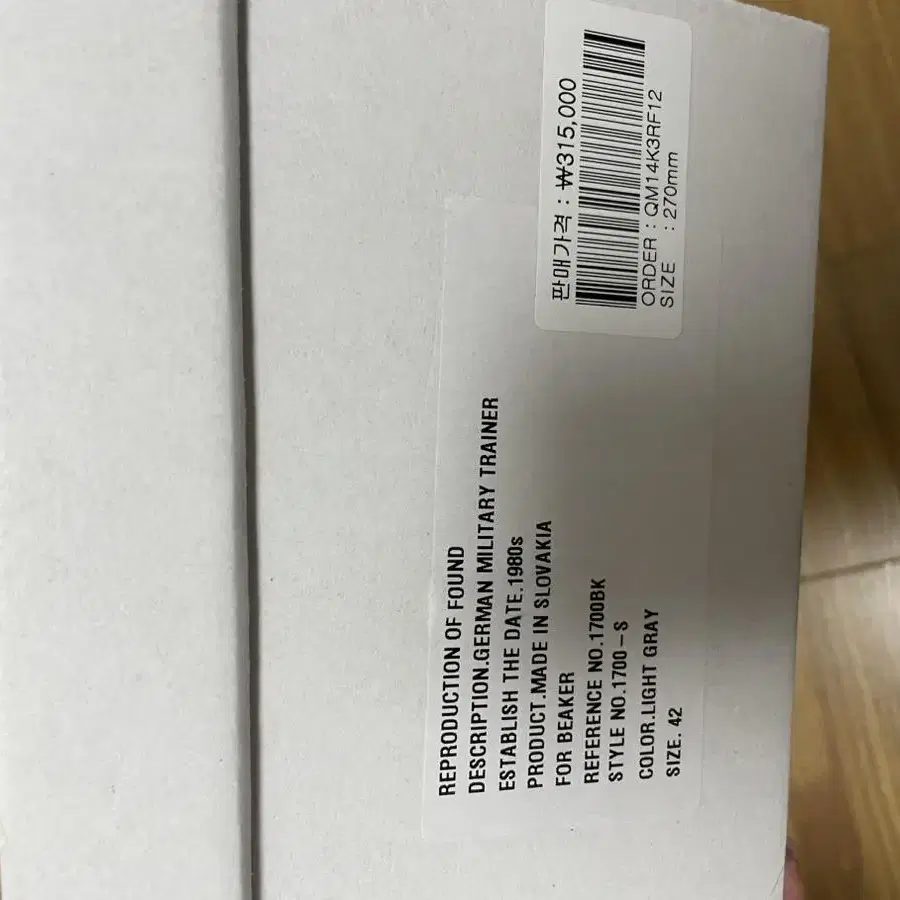 판매가격 : ₩315,000
ORDER : QM14K3RF12
SIZE : 270mm
REPRODUCTION OF FOUND
DESCRIPTION.GERMAN MILITARY TRAINER
ESTABLISH THE DATE.1980s
PRODUCT.MADE IN SLOVAKIA
FOR BEAKER
REFERENCE NO.1700BK
STYLE NO.1700-S
COLOR.LIGHT GRAY
SIZE. 42